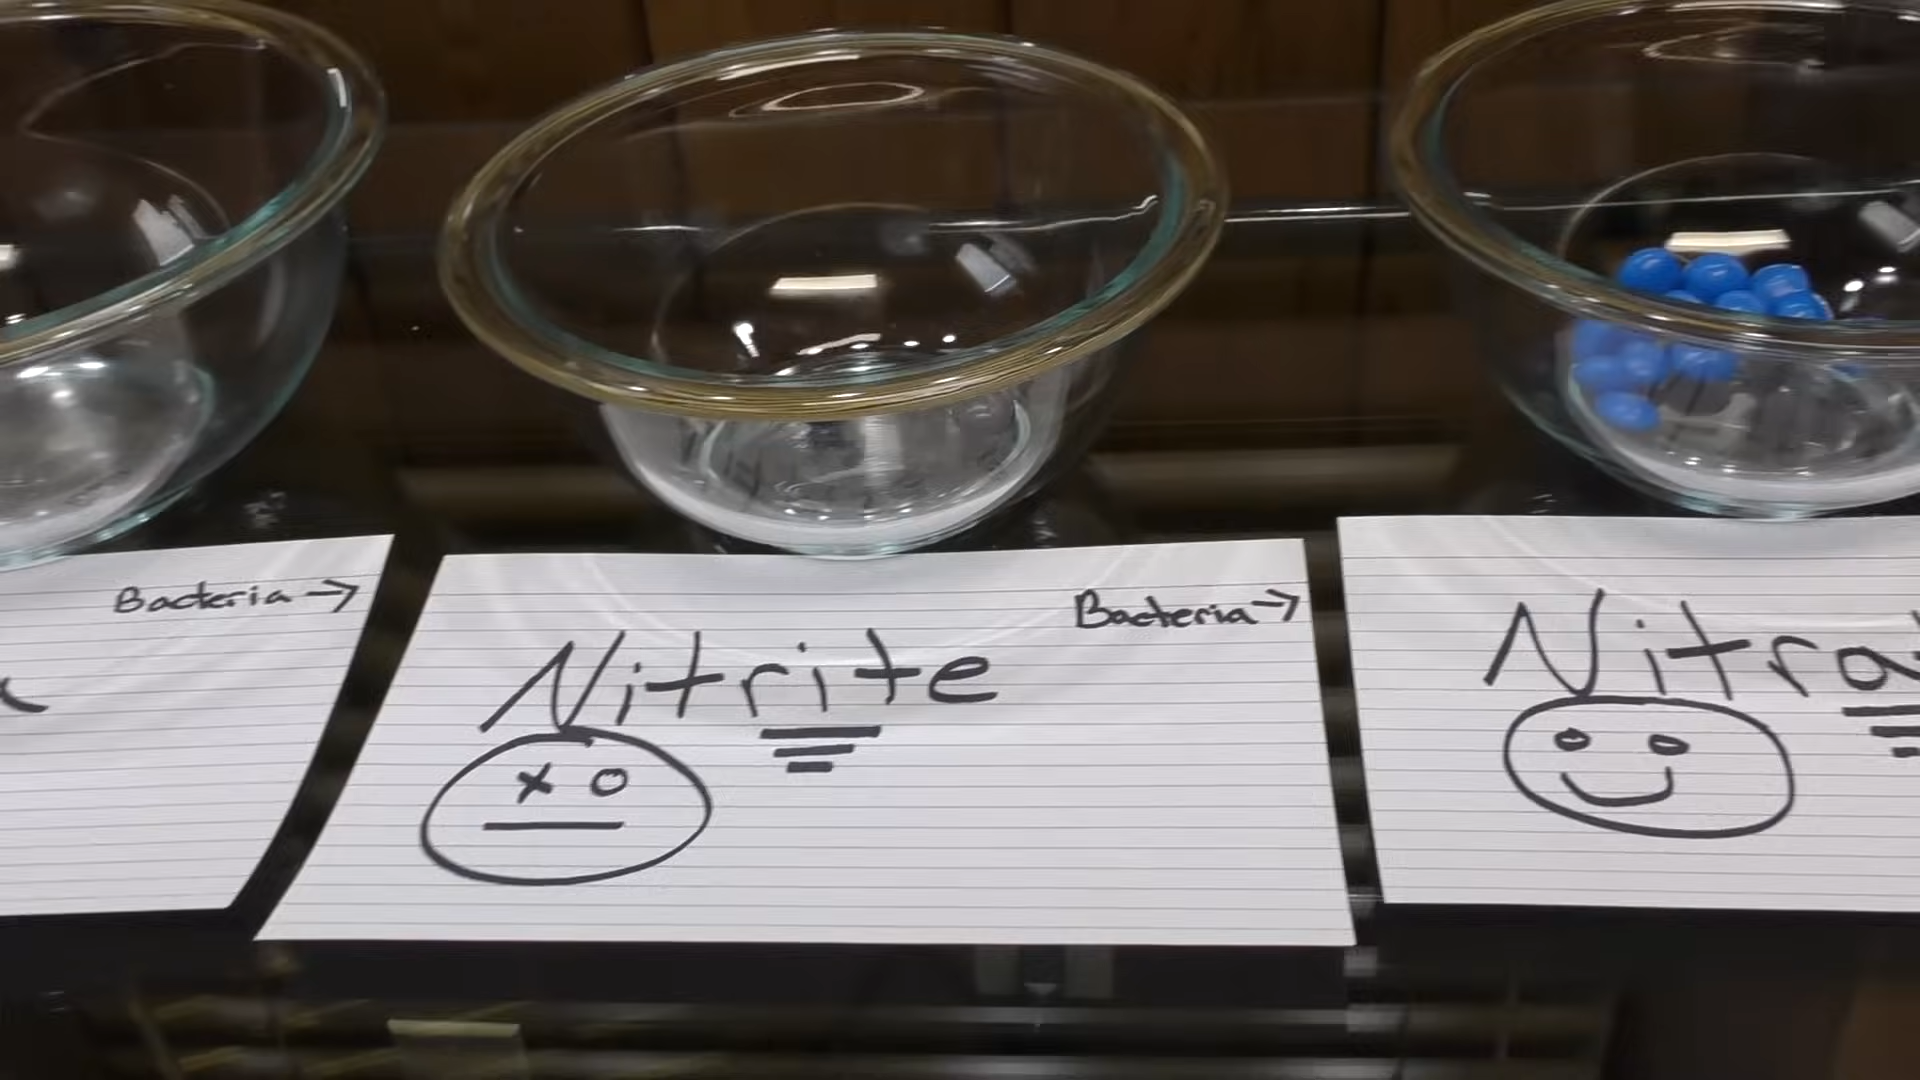 Bacteria →
Bacteria →
Nitrite